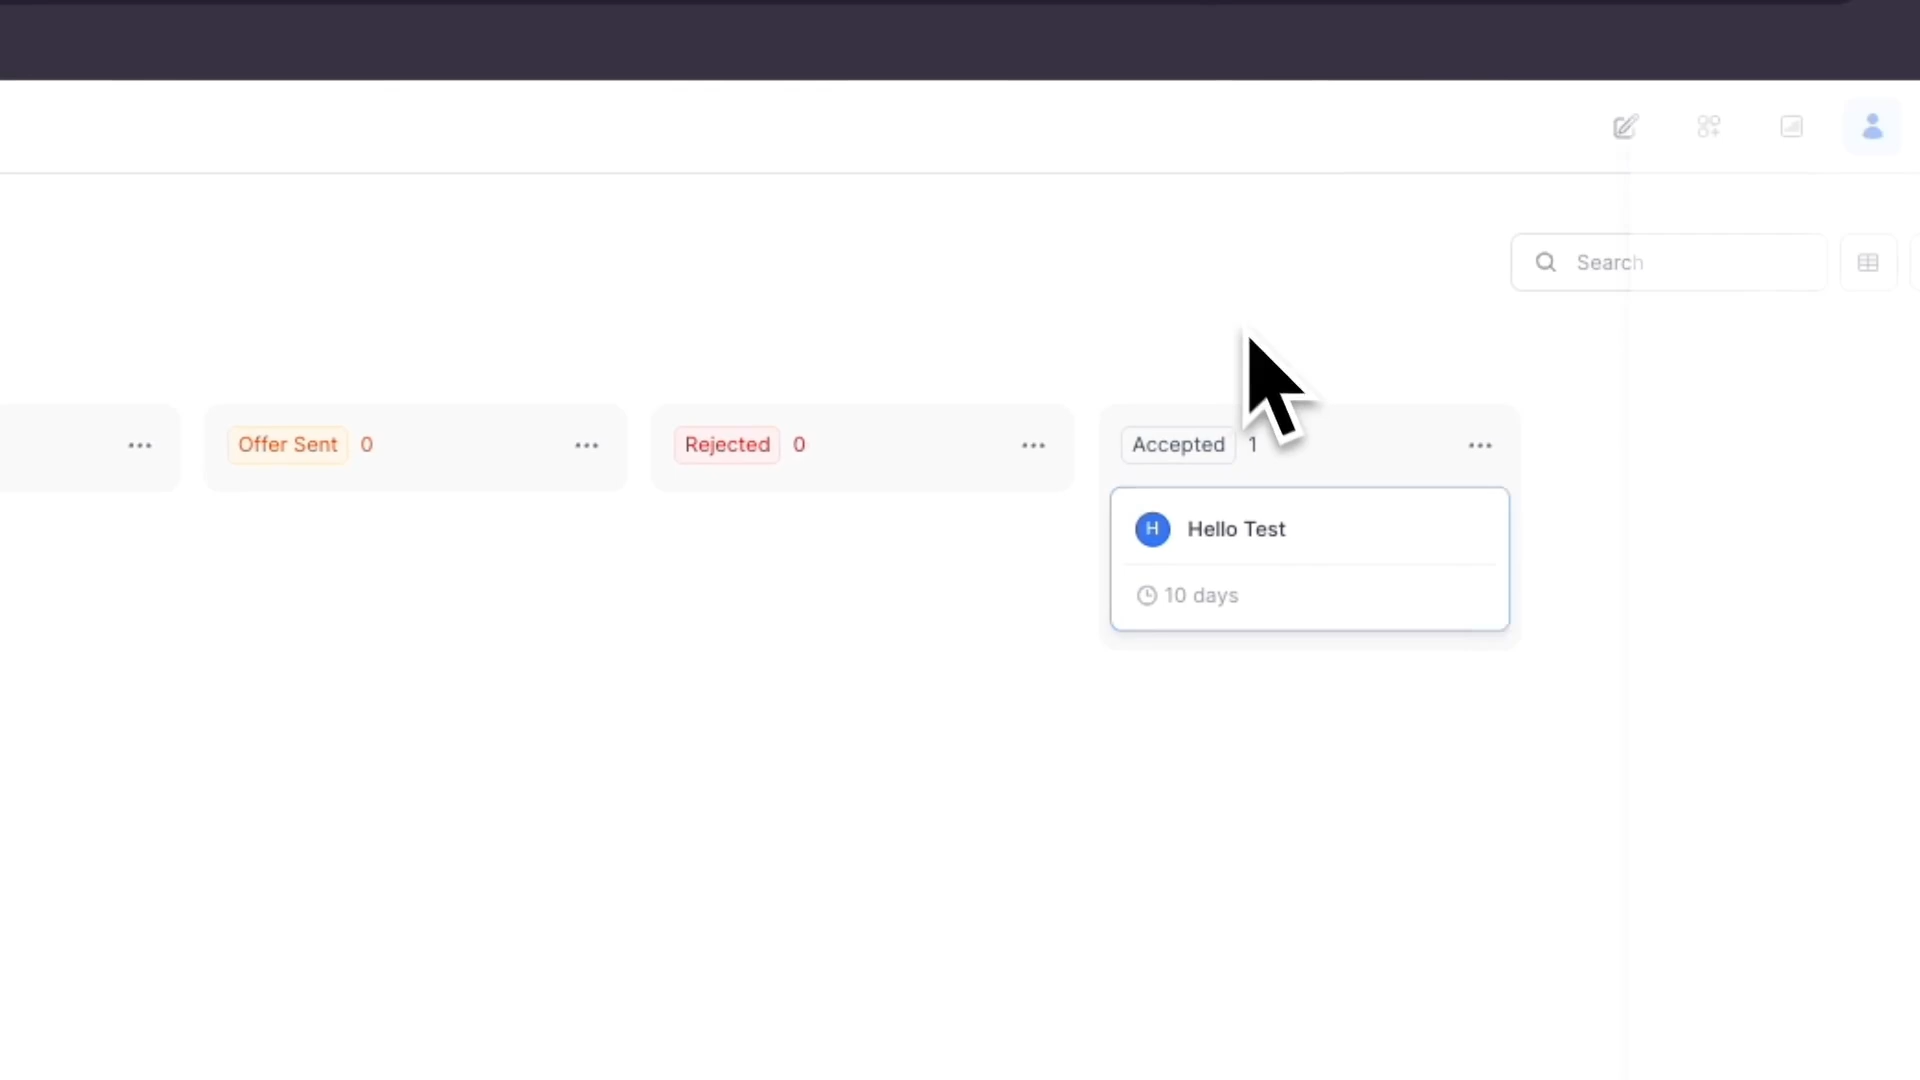 Search
Offer Sent 0
Rejected 0
Accepted 1
H Hello Test
10 days